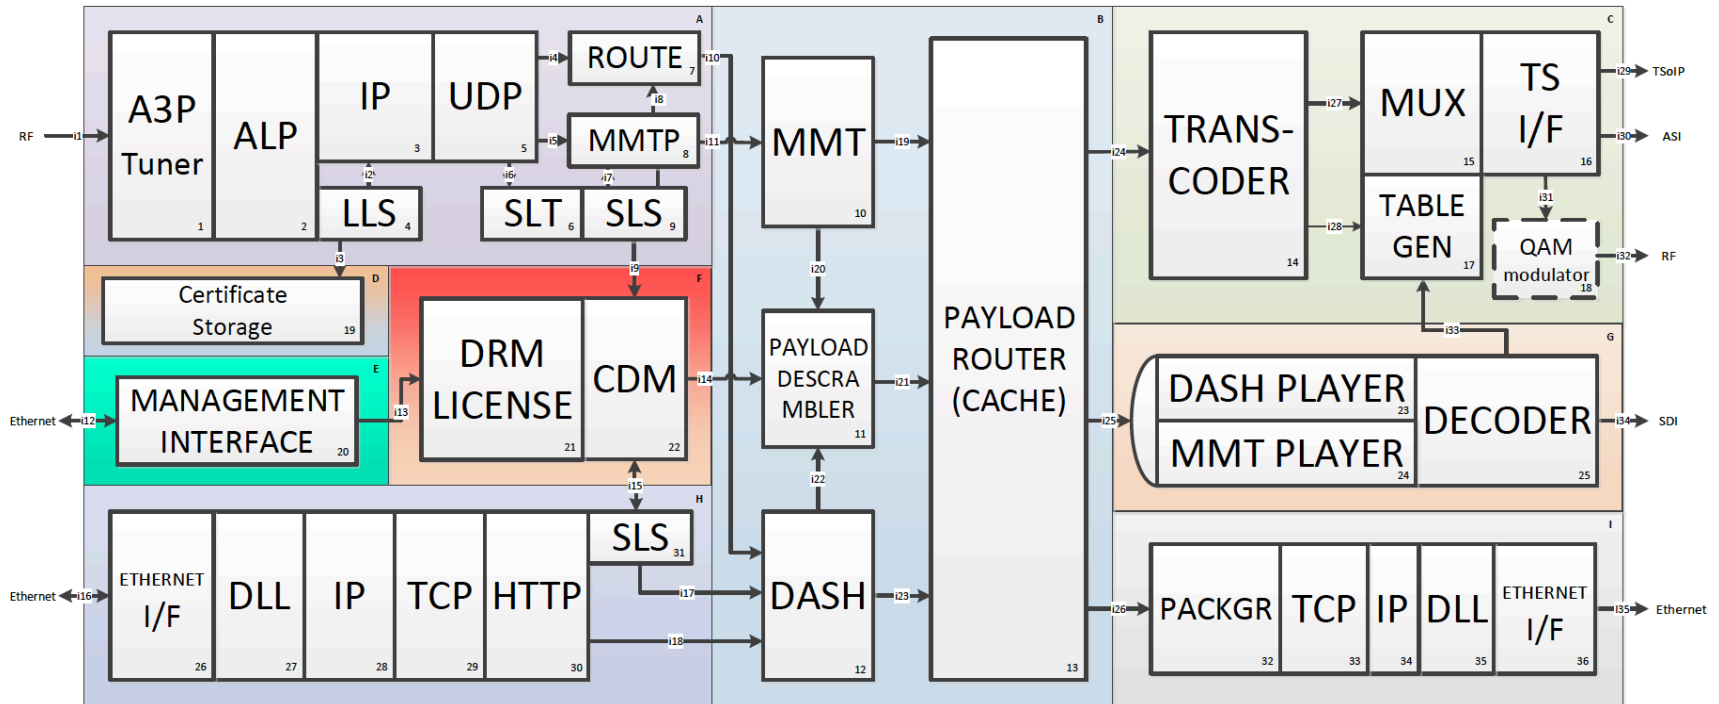 A
A3P
Tuner
1
ALP
2
IP
3
UDP
5
LLS
4
SLT
6
SLS
9
ROUTE
7
MMTP
8
RF
i1
i2
i3
i4
i5
i6
i7
i8
i9
i10
i11
D
Certificate
Storage
19
E
MANAGEMENT
INTERFACE
20
Ethernet
i12
i13
F
DRM
LICENSE
21
CDM
22
i14
i15
H
Ethernet
i16
ETHERNET
I/F
26
DLL
27
IP
28
TCP
29
HTTP
30
SLS
31
i17
i18
B
MMT
10
i19
i20
PAYLOAD
DESCRA
MBLER
11
i21
i22
DASH
12
i23
PAYLOAD
ROUTER
(CACHE)
13
i24
i25
i26
C
TRANS-
CODER
14
i27
i28
MUX
15
TS
I/F
16
TABLE
GEN
17
i29
TSoIP
i30
ASI
i31
QAM
modulator
18
i32
RF
i33
G
DASH PLAYER
23
MMT PLAYER
24
DECODER
25
i34
SDI
I
PACKGR
32
TCP
33
IP
34
DLL
35
ETHERNET
I/F
36
I35
Ethernet